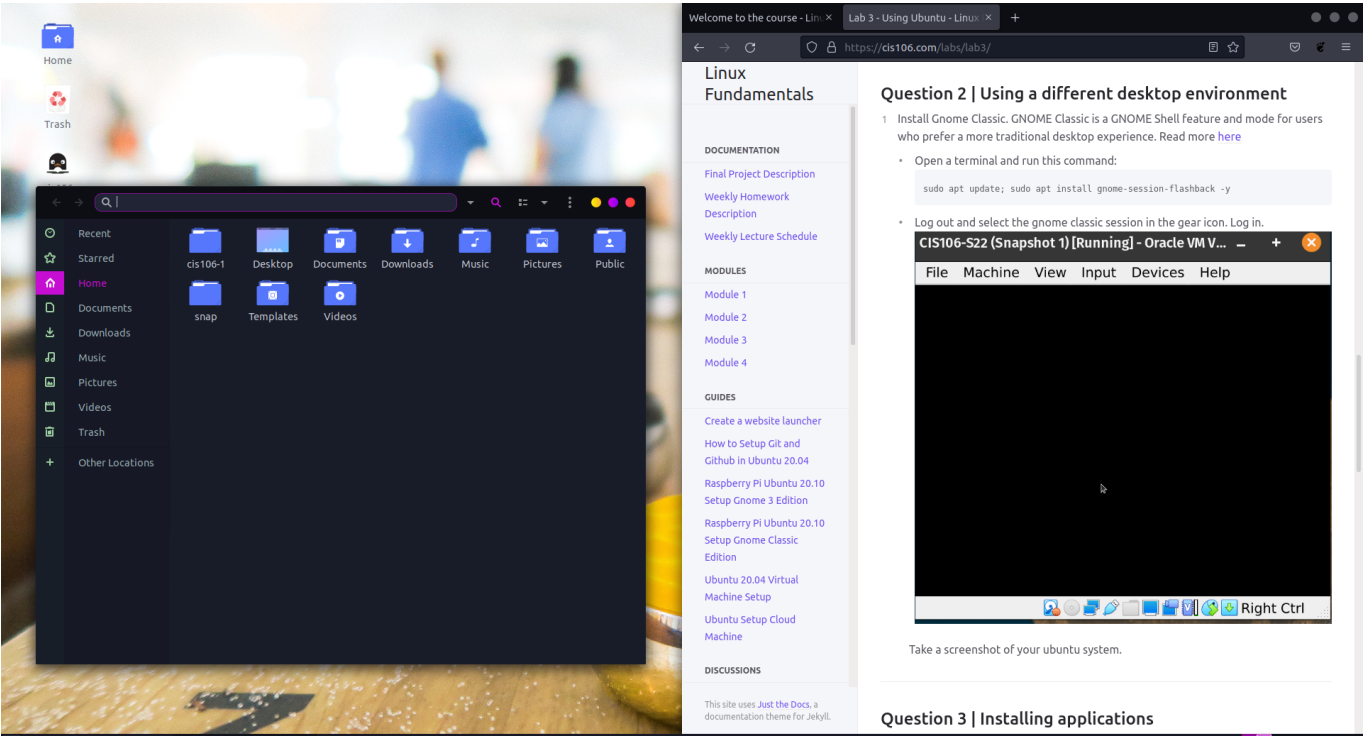 Home
Trash
Recent
Starred
Home
Documents
Downloads
Music
Pictures
Videos
Trash
Other Locations
cis106-1 Desktop Documents Downloads Music Pictures Public
snap Templates Videos
Welcome to the course - Lin
Lab 3 - Using Ubuntu - Linux
https://cis106.com/labs/lab3/
Linux
Fundamentals
DOCUMENTATION
Final Project Description
Weekly Homework
Description
Weekly Lecture Schedule
MODULES
Module 1
Module 2
Module 3
Module 4
GUIDES
Create a website launcher
How to Setup Git and
Github in Ubuntu 20.04
Raspberry Pi Ubuntu 20.10
Setup Gnome 3 Edition
Raspberry Pi Ubuntu 20.10
Setup Gnome Classic
Edition
Ubuntu 20.04 Virtual
Machine Setup
Ubuntu Setup Cloud
Machine
DISCUSSIONS
This site uses Just the Docs, a
documentation theme for Jekyll.
Question 2 | Using a different desktop environment
1 Install Gnome Classic. GNOME Classic is a GNOME Shell feature and mode for users
who prefer a more traditional desktop experience. Read more here
• Open a terminal and run this command:
sudo apt update; sudo apt install gnome-session-flashback -y
• Log out and select the gnome classic session in the gear icon. Log in.
CIS106-S22 (Snapshot 1) [Running] - Oracle VM V...
File Machine View Input Devices Help
Right Ctrl
Take a screenshot of your ubuntu system.
Question 3 | Installing applications